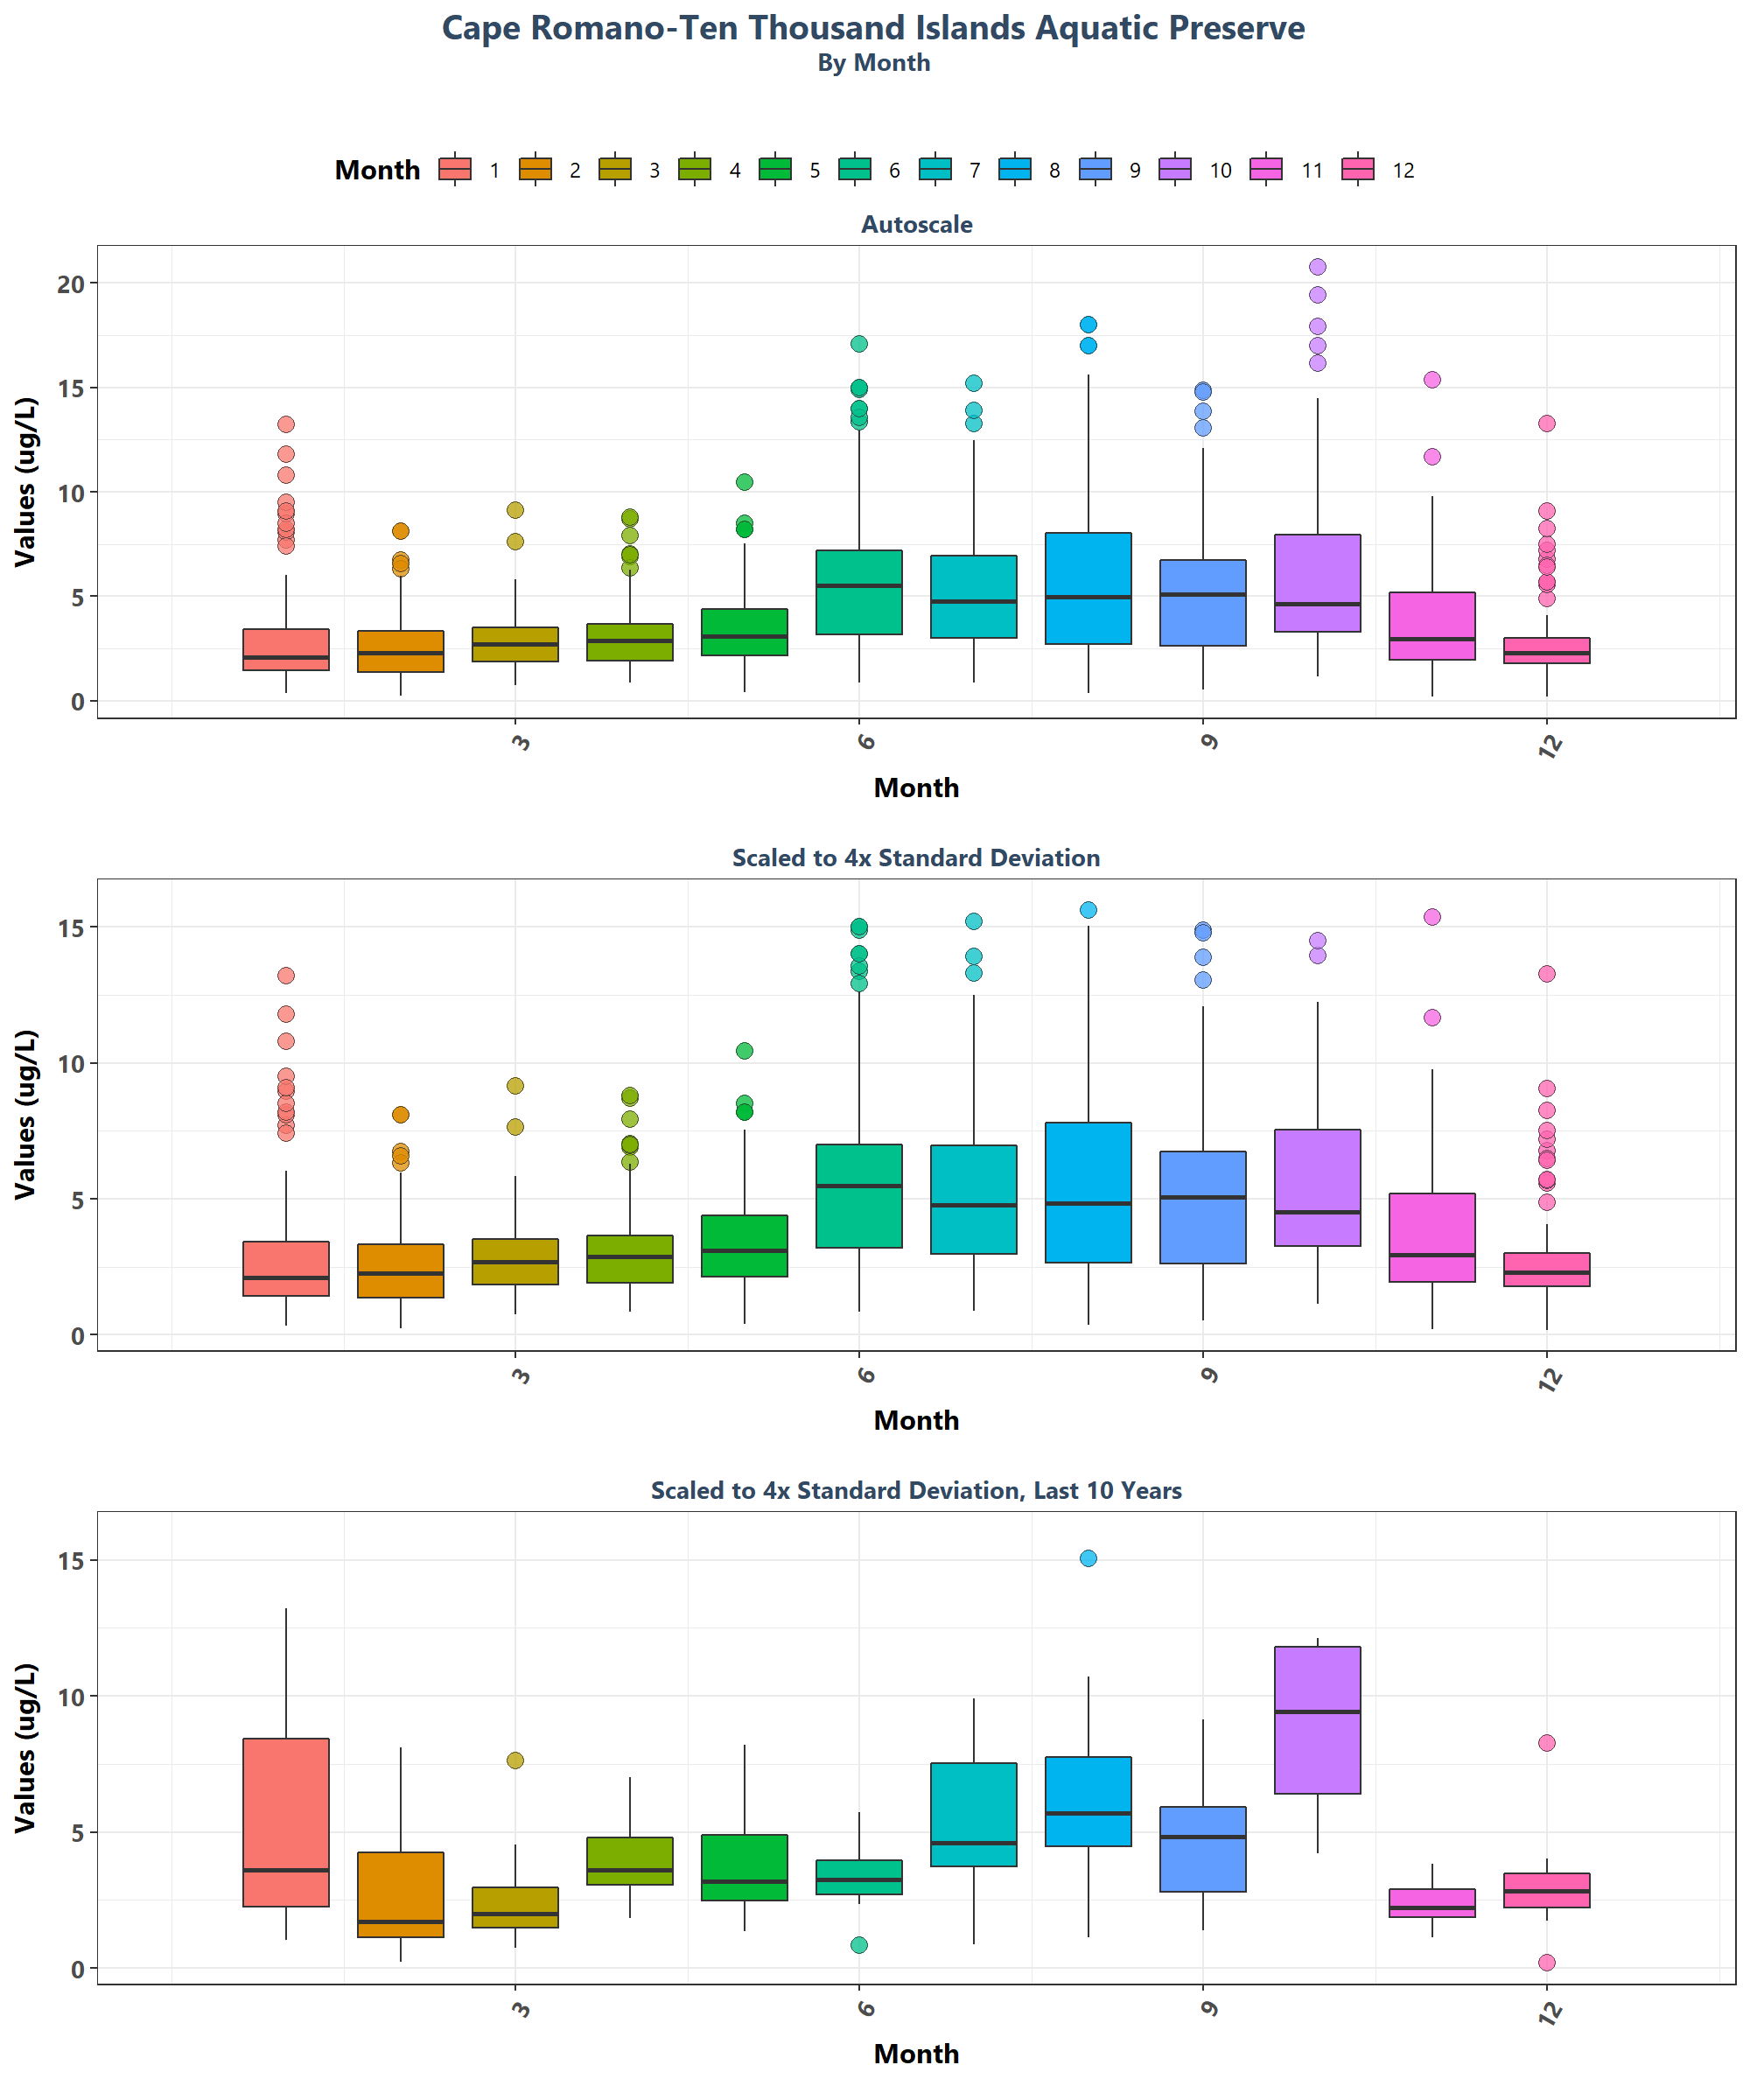 Cape Romano-Ten Thousand Islands Aquatic Preserve
By Month
Month 1 2 3 4 5 6 7 8 9 10 11 12
Autoscale
Values (ug/L)
20
15
10
5
0
3 6 9 12
Month
Scaled to 4x Standard Deviation
Values (ug/L)
15
10
5
0
3 6 9 12
Month
Scaled to 4x Standard Deviation, Last 10 Years
Values (ug/L)
15
10
5
0
3 6 9 12
Month